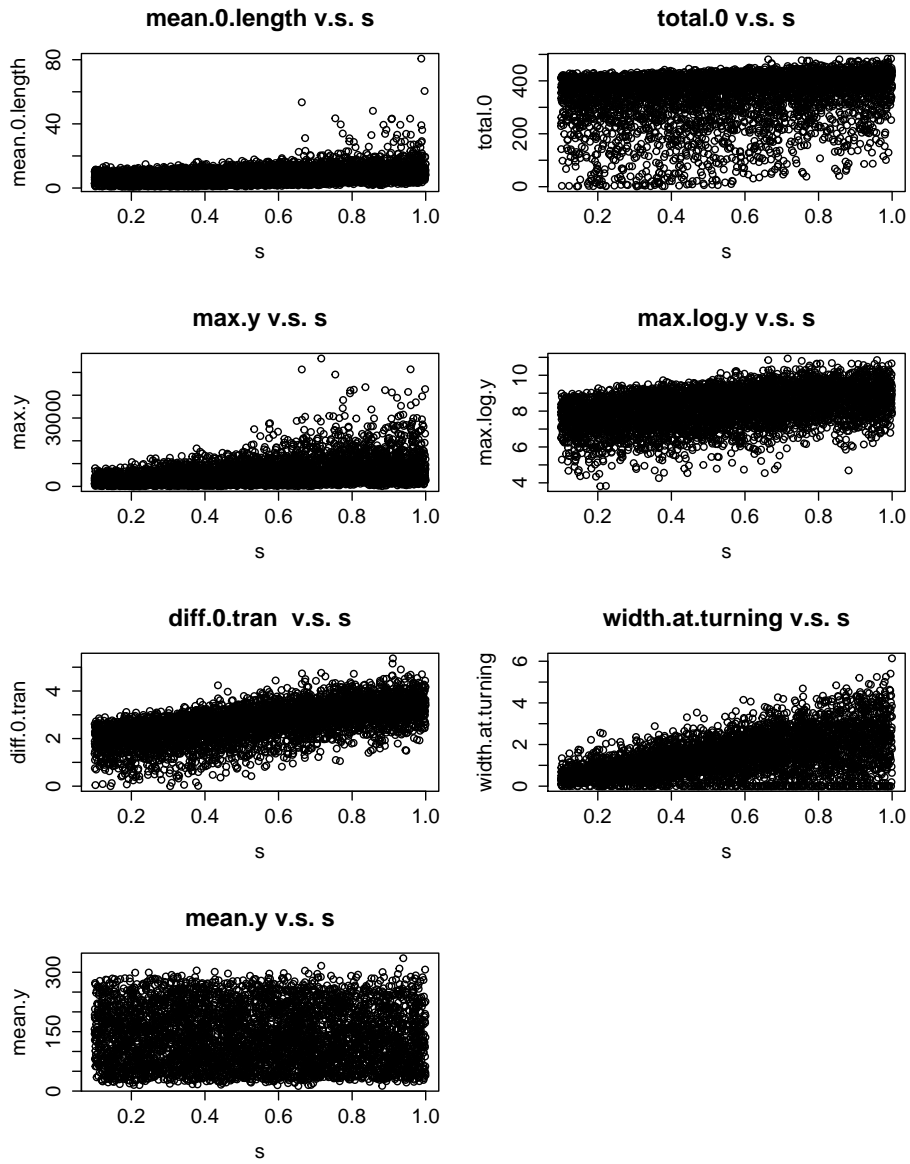 mean.0.length v.s. s
mean.0.length
0 40 80
0.2 0.4 0.6 0.8 1.0
s
total.0 v.s. s
total.0
0 200 400
0.2 0.4 0.6 0.8 1.0
s
max.y v.s. s
max.y
0 30000
0.2 0.4 0.6 0.8 1.0
s
max.log.y v.s. s
max.log.y
4 6 8 10
0.2 0.4 0.6 0.8 1.0
s
diff.0.tran v.s. s
diff.0.tran
0 2 4
0.2 0.4 0.6 0.8 1.0
s
width.at.turning v.s. s
width.at.turning
0 2 4 6
0.2 0.4 0.6 0.8 1.0
s
mean.y v.s. s
mean.y
0 150 300
0.2 0.4 0.6 0.8 1.0
s